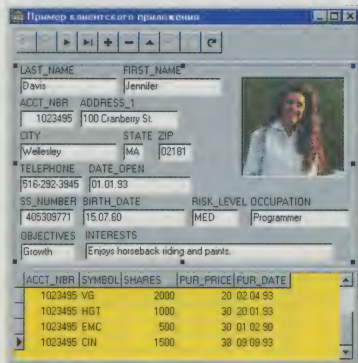 Пример клиентского приложения
LAST_NAME FIRST_NAME
Davis Jennifer
ACCT_NBR ADDRESS_1
1023495 100 Cranberry St.
CITY STATE ZIP
Wellesley MA 02181
TELEPHONE DATE_OPEN
516-292-3945 01.01.93
SS_NUMBER BIRTH_DATE RISK_LEVEL OCCUPATION
405309771 15.07.60 MED Programmer
OBJECTIVES INTERESTS
Growth Enjoys horseback riding and paints.
ACCT_NBR SYMBOL SHARES PUR_PRICE PUR_DATE
1023495 VG 2000 20 02.04.93
1023495 HGT 1000 30 20.01.93
1023495 EMC 500 30 01.02.90
1023495 CIN 1500 38 09.09.93